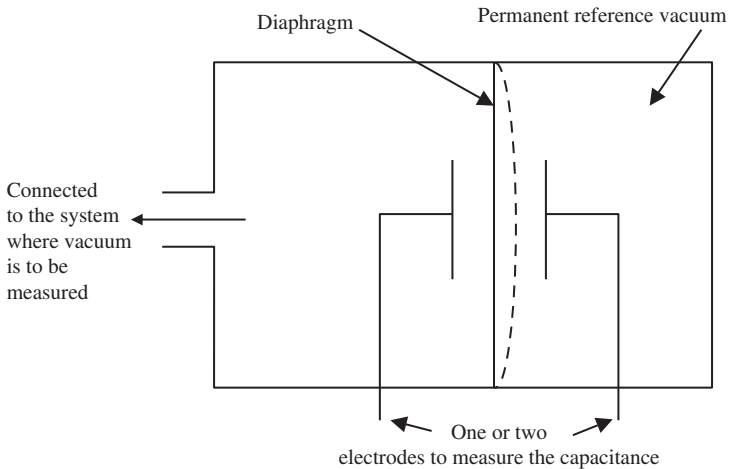 Diaphragm
Permanent reference vacuum
Connected
to the system
where vacuum
is to be
measured
One or two
electrodes to measure the capacitance